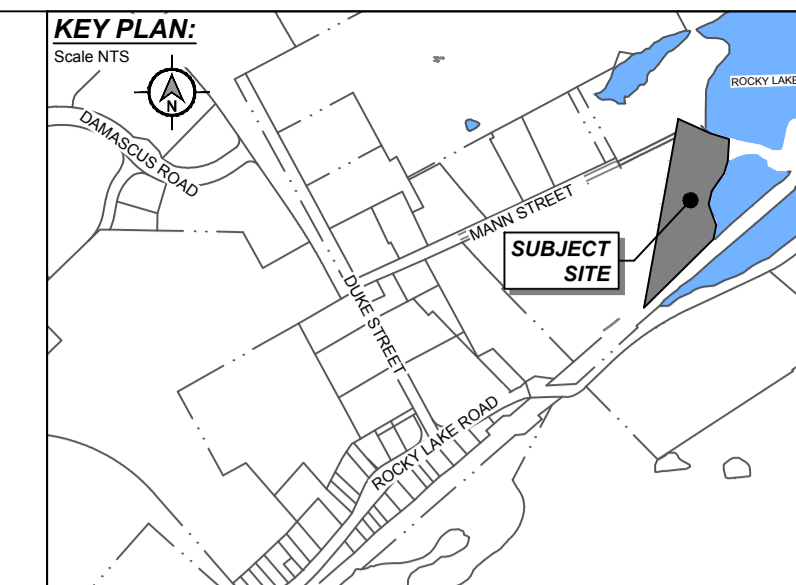 KEY PLAN:
Scale NTS
N
ROCKY LAKE
DAMASCUS ROAD
MANN STREET
SUBJECT
SITE
DUKE STREET
ROCKY LAKE ROAD